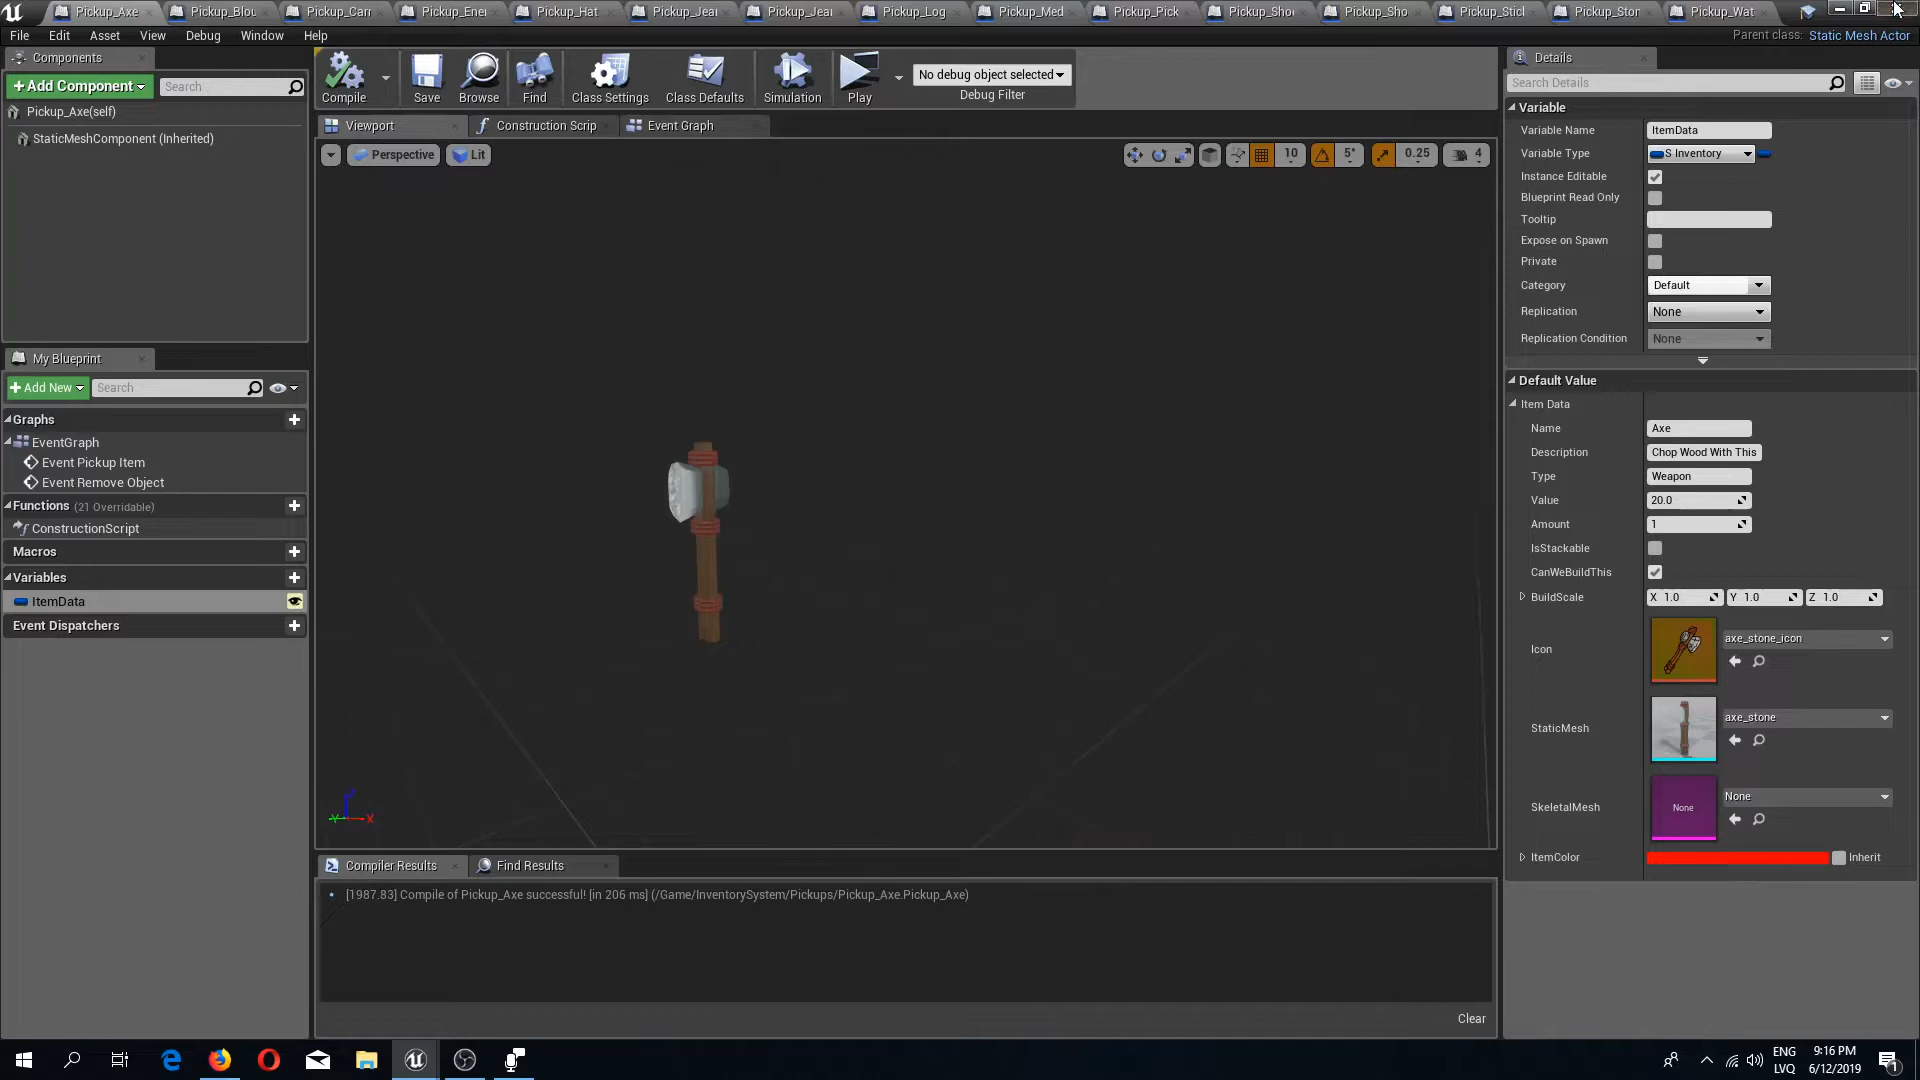 Pickup_Axe
Pickup_Blou
Pickup_Carr
Pickup_Ener
Pickup_Hat
Pickup_Jean
Pickup_Jean
Pickup_Log
Pickup_Med
Pickup_Pick
Pickup_Sho
Pickup_Sho
Pickup_Sticl
Pickup_Ston
Pickup_Wat
File Edit Asset View Debug Window Help
Parent class: Static Mesh Actor
Components
+Add Component
Search
Pickup_Axe(self)
StaticMeshComponent (Inherited)
Compile
Save
Browse
Find
Class Settings
Class Defaults
Simulation
Play
No debug object selected
Debug Filter
Viewport
Construction Scrip
Event Graph
Perspective
Lit
10
5°
0.25
4
My Blueprint
+Add New
Search
Graphs
EventGraph
Event Pickup Item
Event Remove Object
Functions (21 Overridable)
ConstructionScript
Macros
Variables
ItemData
Event Dispatchers
Z
Y
X
Compiler Results
Find Results
[1987.83] Compile of Pickup_Axe successful! [in 206 ms] (/Game/InventorySystem/Pickups/Pickup_Axe.Pickup_Axe)
Clear
Details
Search Details
Variable
Variable Name ItemData
Variable Type S Inventory
Instance Editable
Blueprint Read Only
Tooltip
Expose on Spawn
Private
Category Default
Replication None
Replication Condition None
Default Value
Item Data
Name Axe
Description Chop Wood With This
Type Weapon
Value 20.0
Amount 1
IsStackable
CanWeBuildThis
BuildScale X 1.0 Y 1.0 Z 1.0
Icon axe_stone_icon
StaticMesh axe_stone
SkeletalMesh None None
ItemColor Inherit
ENG
LVQ
9:16 PM
6/12/2019
1